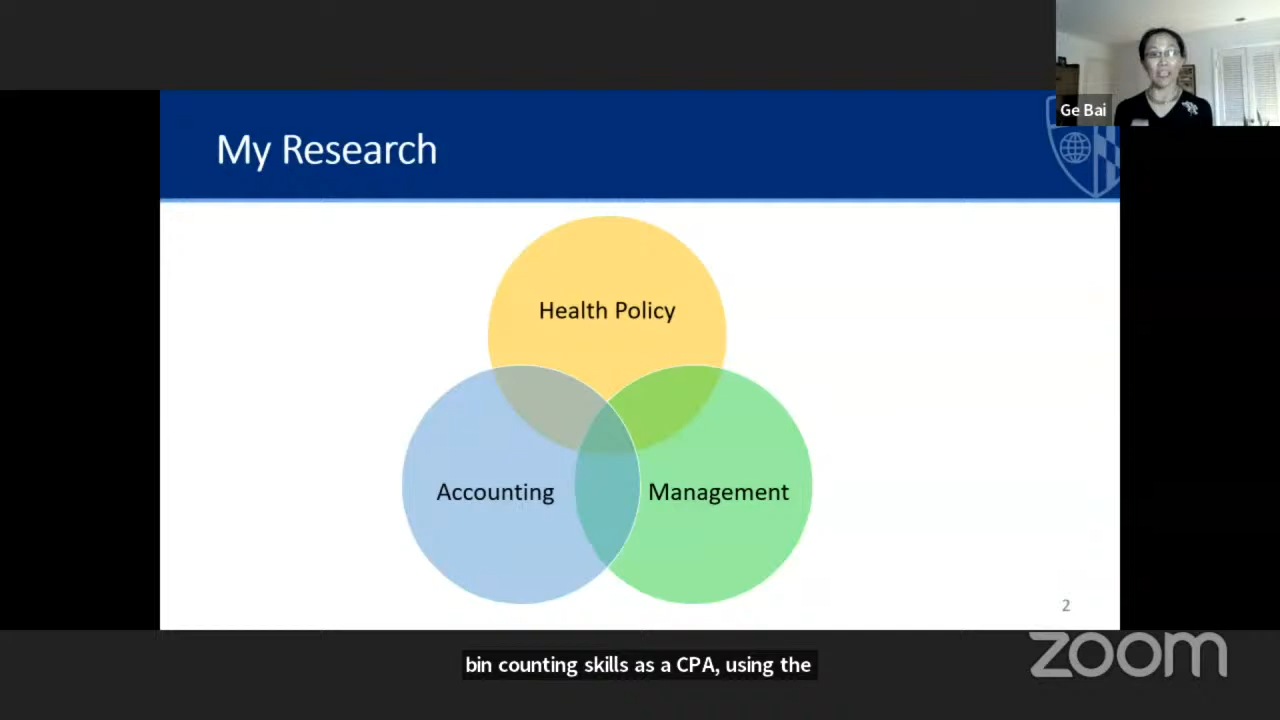 Ge Bai
My Research
Health Policy
Accounting
Management
2
zoom
bin counting skills as a CPA, using the